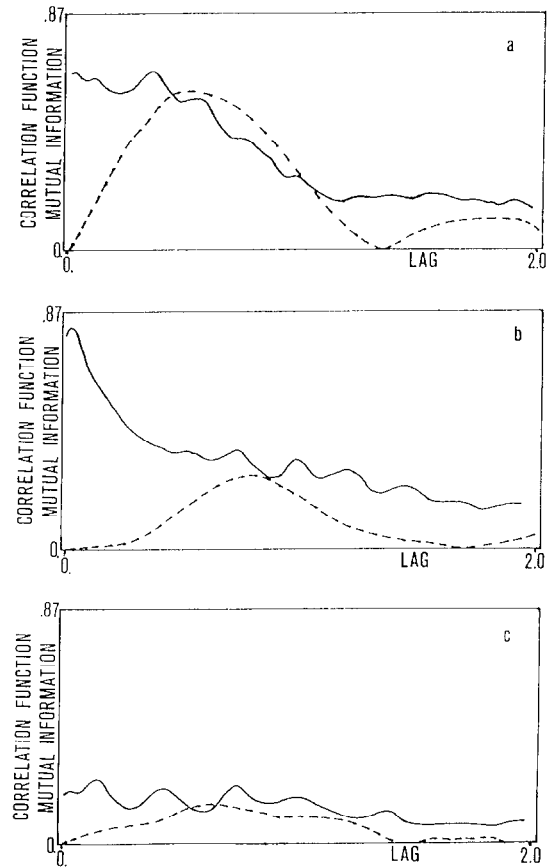 .87
a
CORRELATION FUNCTION
MUTUAL INFORMATION
0.
0.
LAG
2.0
.87
b
CORRELATION FUNCTION
MUTUAL INFORMATION
0.
0.
LAG
2.0
.87
c
CORRELATION FUNCTION
MUTUAL INFORMATION
0.
0.
LAG
2.0